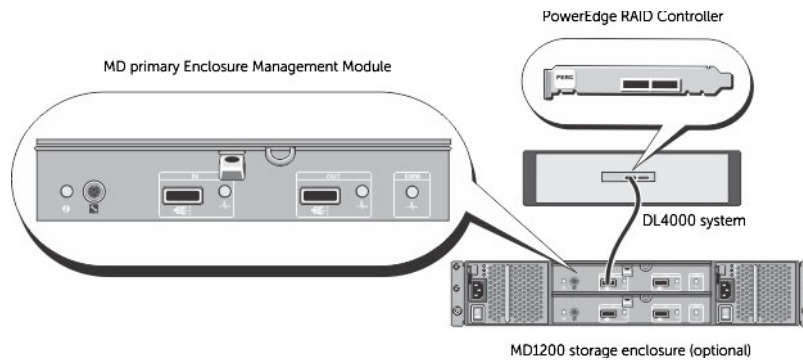 PowerEdge RAID Controller
MD primary Enclosure Management Module
PERC
IN
OUT
EMM
DL4000 system
MD1200 storage enclosure (optional)